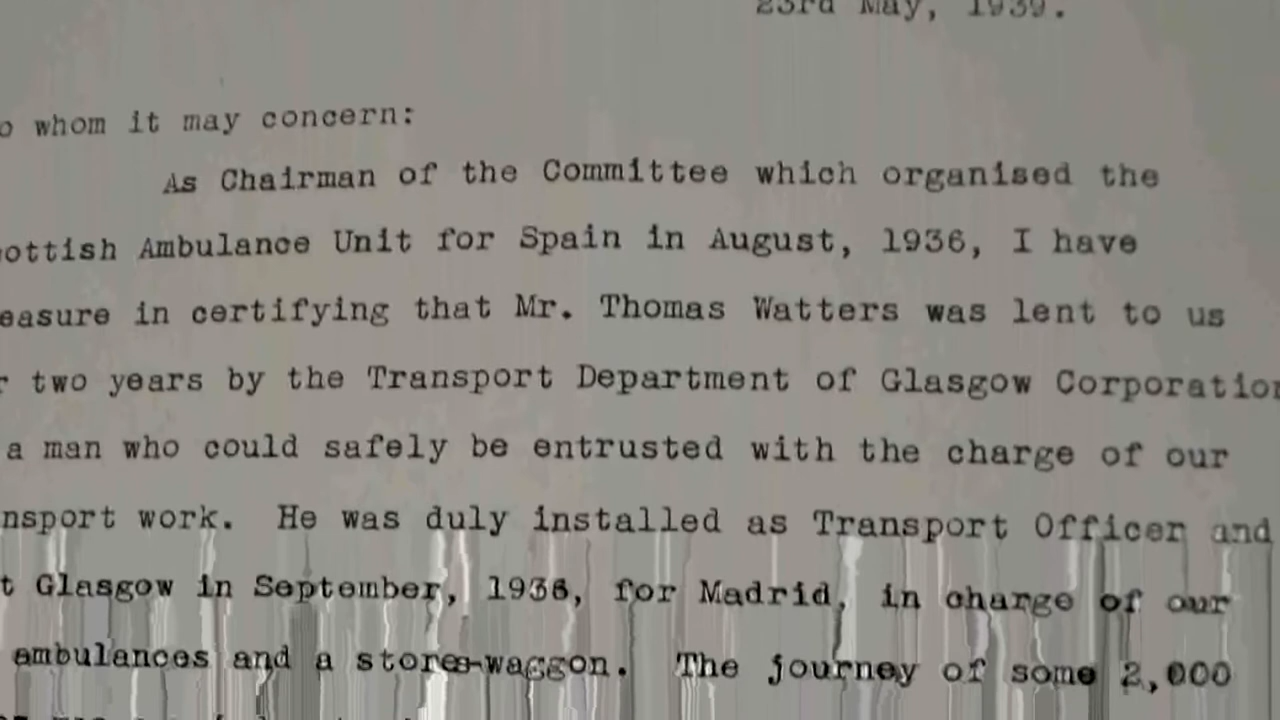 23rd May, 1939.
o whom it may concern:
As Chairman of the Committee which organised the
ottish Ambulance Unit for Spain in August, 1936, I have
easure in certifying that Mr. Thomas Watters was lent to us
r two years by the Transport Department of Glasgow Corporation
a man who could safely be entrusted with the charge of our
nsport work. He was duly installed as Transport Officer and
t Glasgow in September, 1936, for Madrid, in charge of our
ambulances and a stores-waggon. The journey of some 2,000